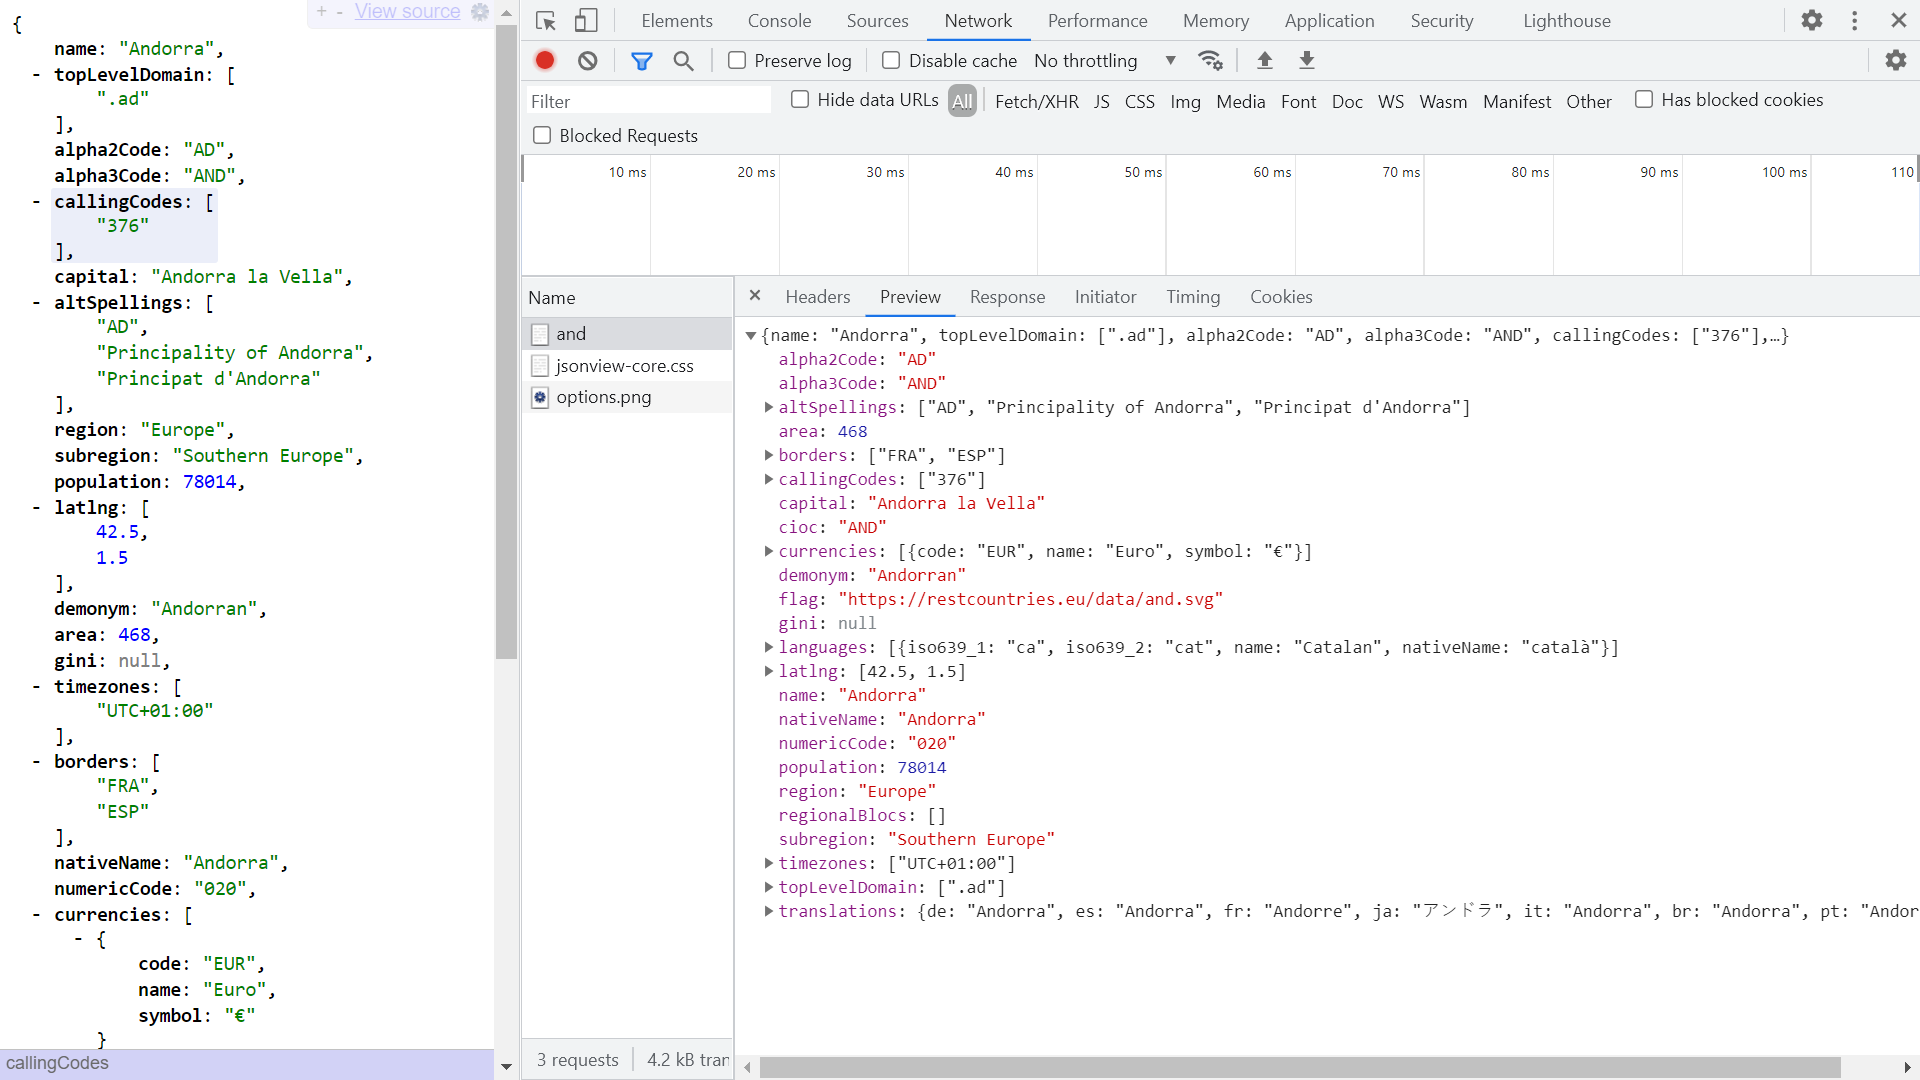 + - View source
{
name: "Andorra",
- topLevelDomain: [
".ad"
],
alpha2Code: "AD",
alpha3Code: "AND",
- callingCodes: [
"376"
],
capital: "Andorra la Vella",
- altSpellings: [
"AD",
"Principality of Andorra",
"Principat d'Andorra"
],
region: "Europe",
subregion: "Southern Europe",
population: 78014,
- latlng: [
42.5,
1.5
],
demonym: "Andorran",
area: 468,
gini: null,
- timezones: [
"UTC+01:00"
],
- borders: [
"FRA",
"ESP"
],
nativeName: "Andorra",
numericCode: "020",
- currencies: [
- {
code: "EUR",
name: "Euro",
symbol: "€"
}
callingCodes
Elements Console Sources Network Performance Memory Application Security Lighthouse
Preserve log Disable cache No throttling
Filter Hide data URLs All Fetch/XHR JS CSS Img Media Font Doc WS Wasm Manifest Other Has blocked cookies
Blocked Requests
10 ms 20 ms 30 ms 40 ms 50 ms 60 ms 70 ms 80 ms 90 ms 100 ms 110
Name
and
jsonview-core.css
options.png
3 requests 4.2 kB tran
Headers Preview Response Initiator Timing Cookies
{name: "Andorra", topLevelDomain: [".ad"], alpha2Code: "AD", alpha3Code: "AND", callingCodes: ["376"],…}
alpha2Code: "AD"
alpha3Code: "AND"
altSpellings: ["AD", "Principality of Andorra", "Principat d'Andorra"]
area: 468
borders: ["FRA", "ESP"]
callingCodes: ["376"]
capital: "Andorra la Vella"
cioc: "AND"
currencies: [{code: "EUR", name: "Euro", symbol: "€"}]
demonym: "Andorran"
flag: "https://restcountries.eu/data/and.svg"
gini: null
languages: [{iso639_1: "ca", iso639_2: "cat", name: "Catalan", nativeName: "català"}]
latlng: [42.5, 1.5]
name: "Andorra"
nativeName: "Andorra"
numericCode: "020"
population: 78014
region: "Europe"
regionalBlocs: []
subregion: "Southern Europe"
timezones: ["UTC+01:00"]
topLevelDomain: [".ad"]
translations: {de: "Andorra", es: "Andorra", fr: "Andorre", ja: "アンドラ", it: "Andorra", br: "Andorra", pt: "Andor